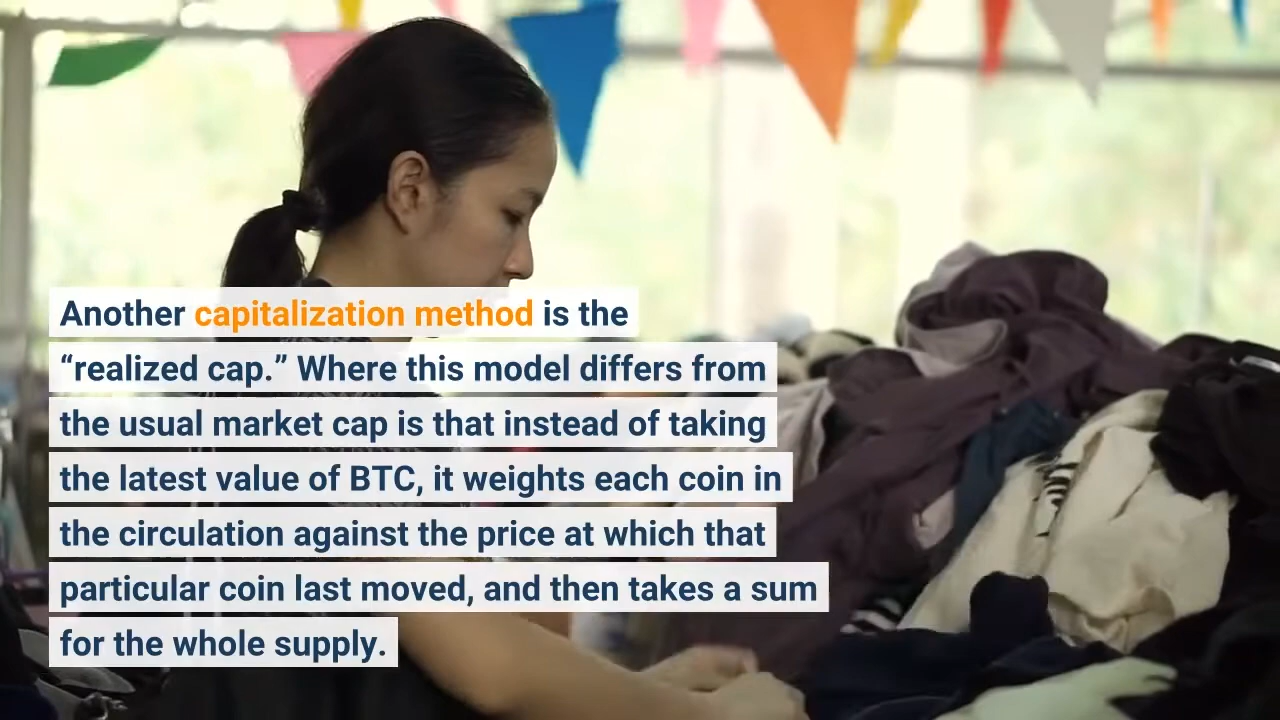 Another capitalization method is the
“realized cap.” Where this model differs from
the usual market cap is that instead of taking
the latest value of BTC, it weights each coin in
the circulation against the price at which that
particular coin last moved, and then takes a sum
for the whole supply.